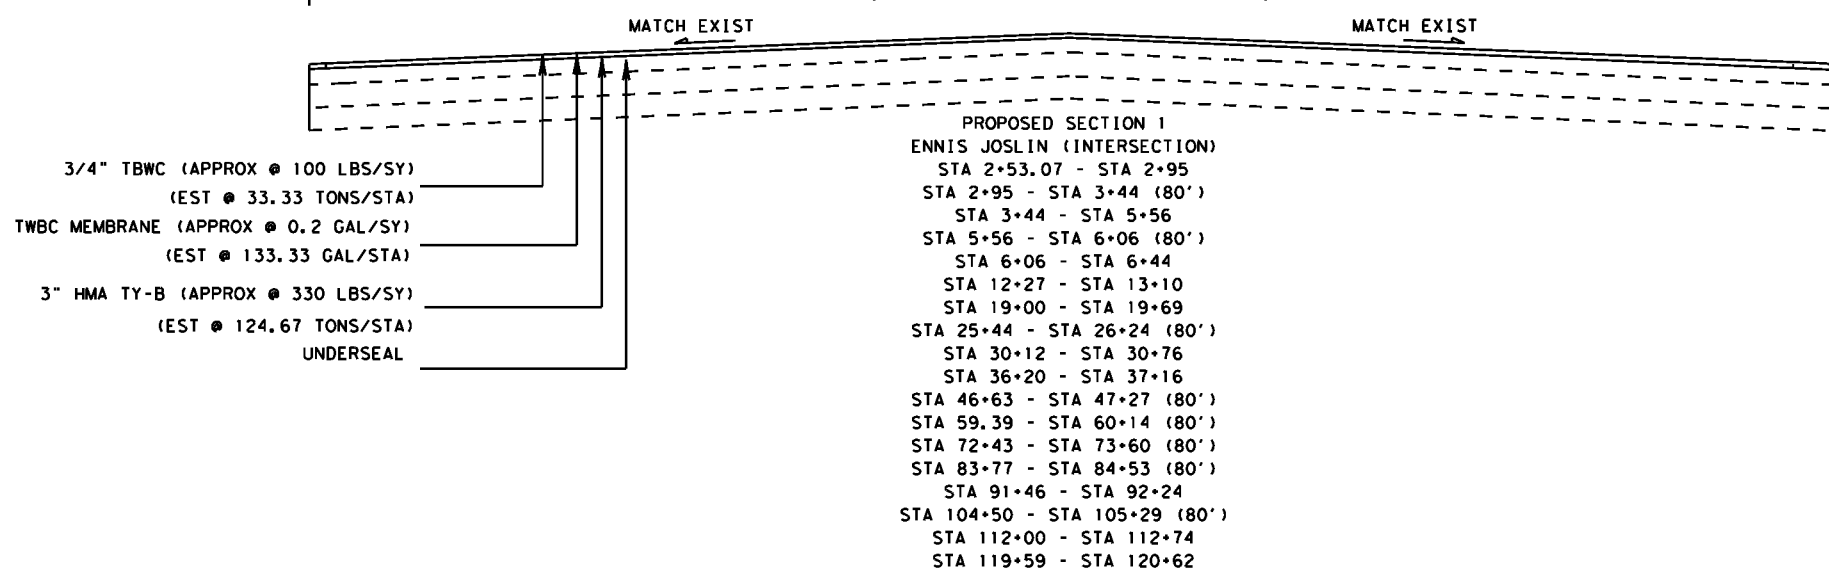 MATCH EXIST
MATCH EXIST
3/4" TBWC (APPROX @ 100 LBS/SY)
(EST @ 33.33 TONS/STA)
TWBC MEMBRANE (APPROX @ 0.2 GAL/SY)
(EST @ 133.33 GAL/STA)
3" HMA TY-B (APPROX @ 330 LBS/SY)
(EST @ 124.67 TONS/STA)
UNDERSEAL
PROPOSED SECTION 1
ENNIS JOSLIN (INTERSECTION)
STA 2+53.07 - STA 2+95
STA 2+95 - STA 3+44 (80')
STA 3+44 - STA 5+56
STA 5+56 - STA 6+06 (80')
STA 6+06 - STA 6+44
STA 12+27 - STA 13+10
STA 19+00 - STA 19+69
STA 25+44 - STA 26+24 (80')
STA 30+12 - STA 30+76
STA 36+20 - STA 37+16
STA 46+63 - STA 47+27 (80')
STA 59.39 - STA 60+14 (80')
STA 72+43 - STA 73+60 (80')
STA 83+77 - STA 84+53 (80')
STA 91+46 - STA 92+24
STA 104+50 - STA 105+29 (80')
STA 112+00 - STA 112+74
STA 119+59 - STA 120+62